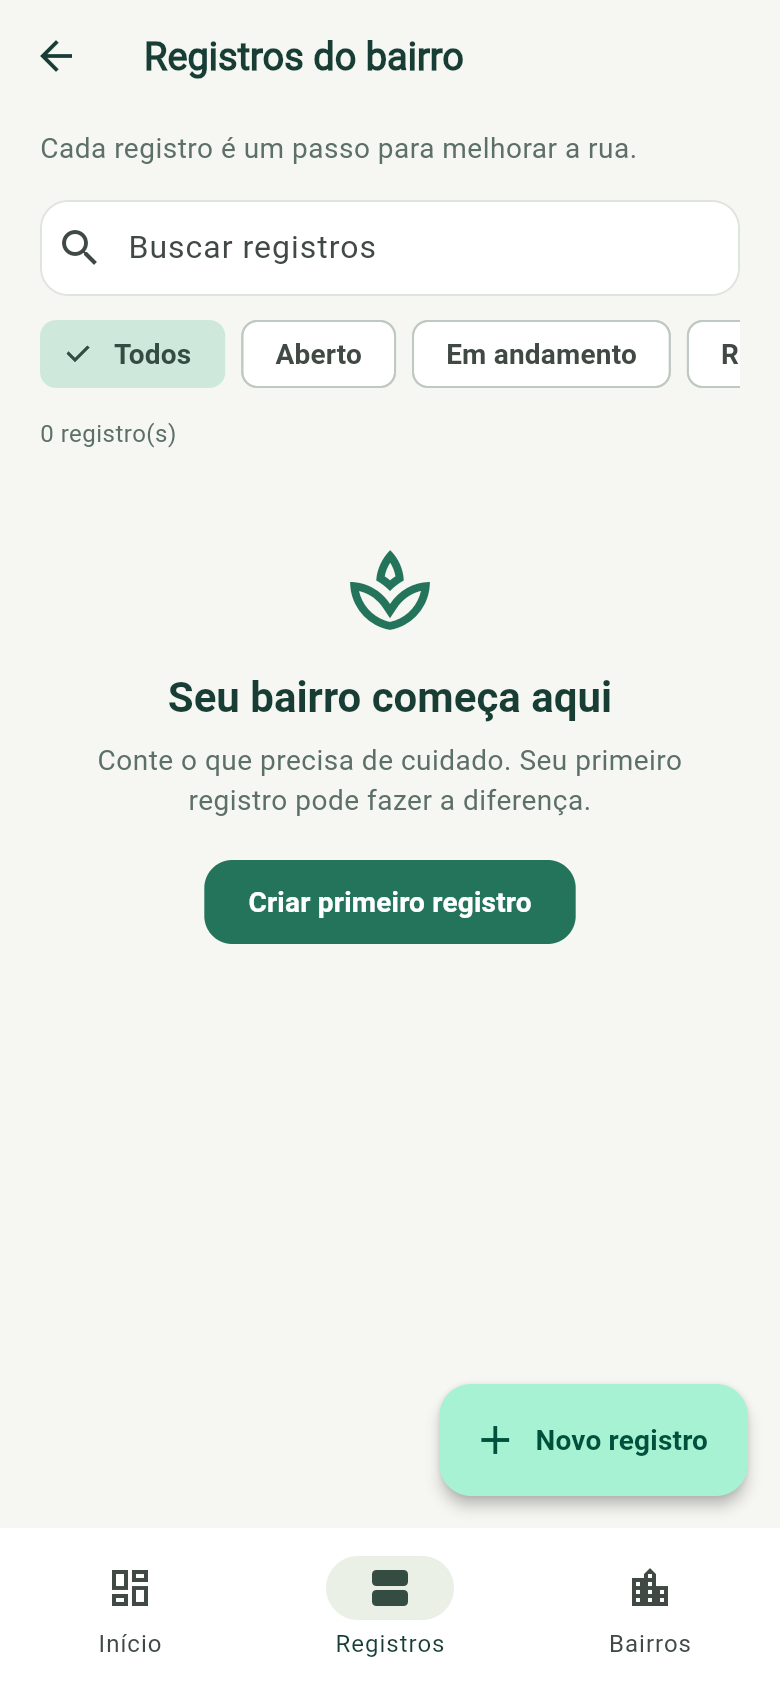 Registros do bairro
Cada registro é um passo para melhorar a rua.
Buscar registros
Todos
Aberto
Em andamento
R
0 registro(s)
Seu bairro começa aqui
Conte o que precisa de cuidado. Seu primeiro
registro pode fazer a diferença.
Criar primeiro registro
Novo registro
Início
Registros
Bairros